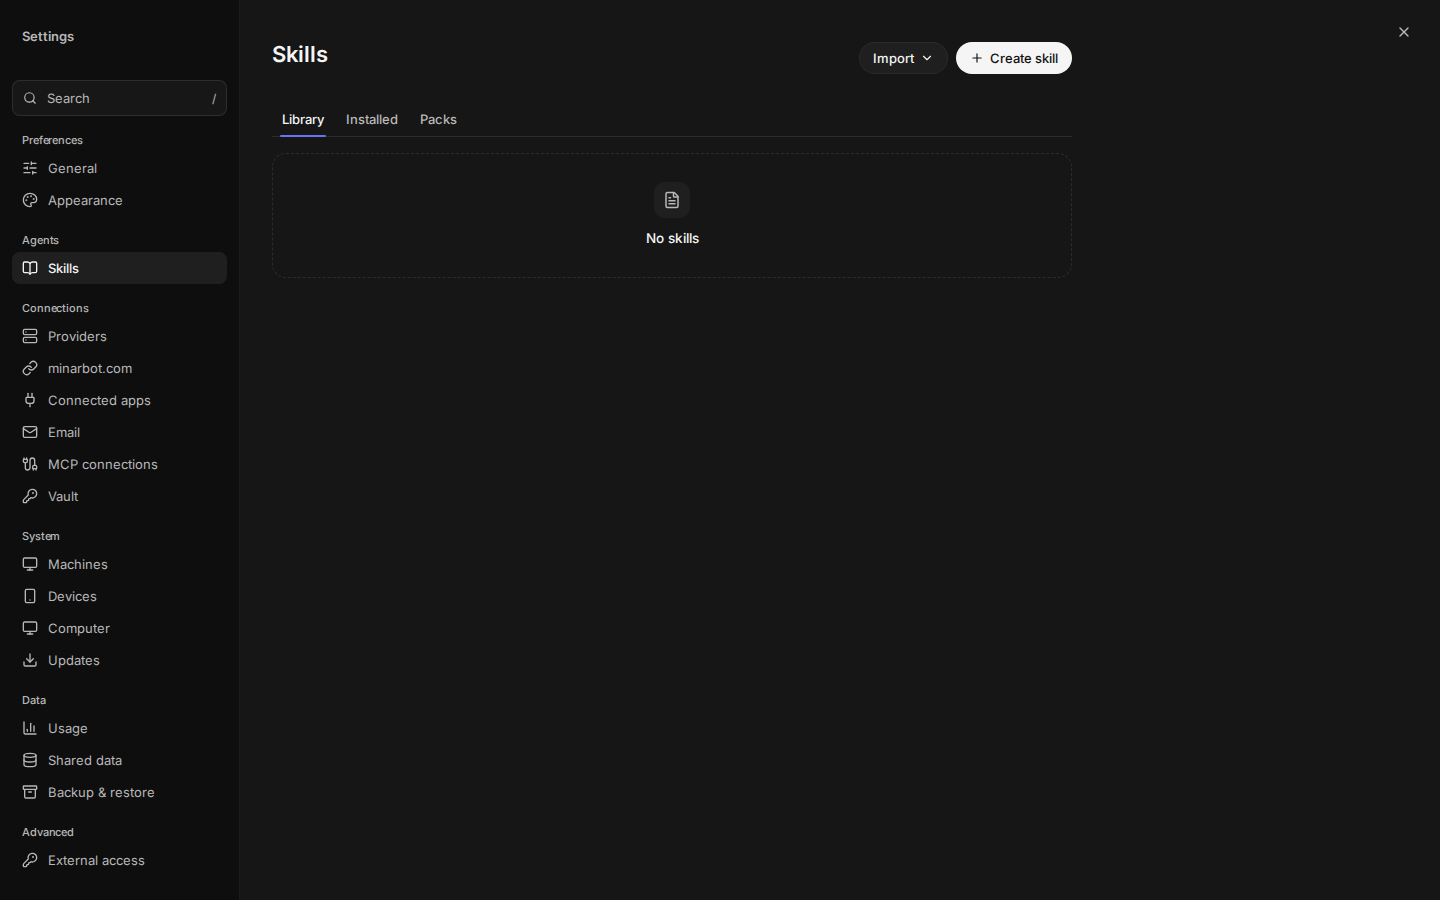 Settings
Search /
Preferences
General
Appearance
Agents
Skills
Connections
Providers
minarbot.com
Connected apps
Email
MCP connections
Vault
System
Machines
Devices
Computer
Updates
Data
Usage
Shared data
Backup & restore
Advanced
External access
Skills
Import
Create skill
Library Installed Packs
No skills